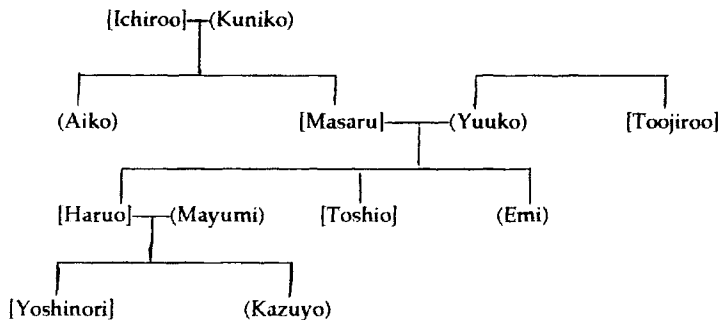 [Ichiroo] (Kuniko)
(Aiko) [Masaru] (Yuuko) [Toojiroo]
[Haruo] (Mayumi) [Toshio] (Emi)
[Yoshinori] (Kazuyo)